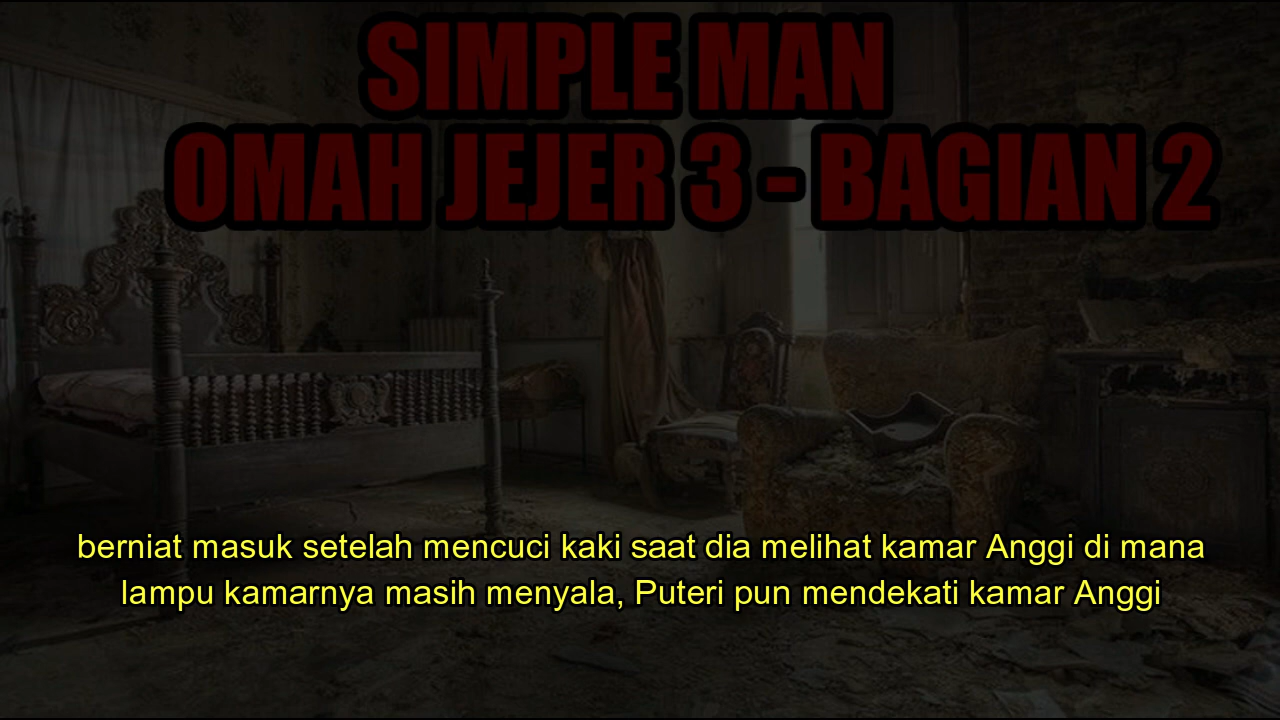 SIMPLE MAN
OMAH JEJER 3 - BAGIAN 2
berniat masuk setelah mencuci kaki saat dia melihat kamar Anggi di mana
lampu kamarnya masih menyala, Puteri pun mendekati kamar Anggi